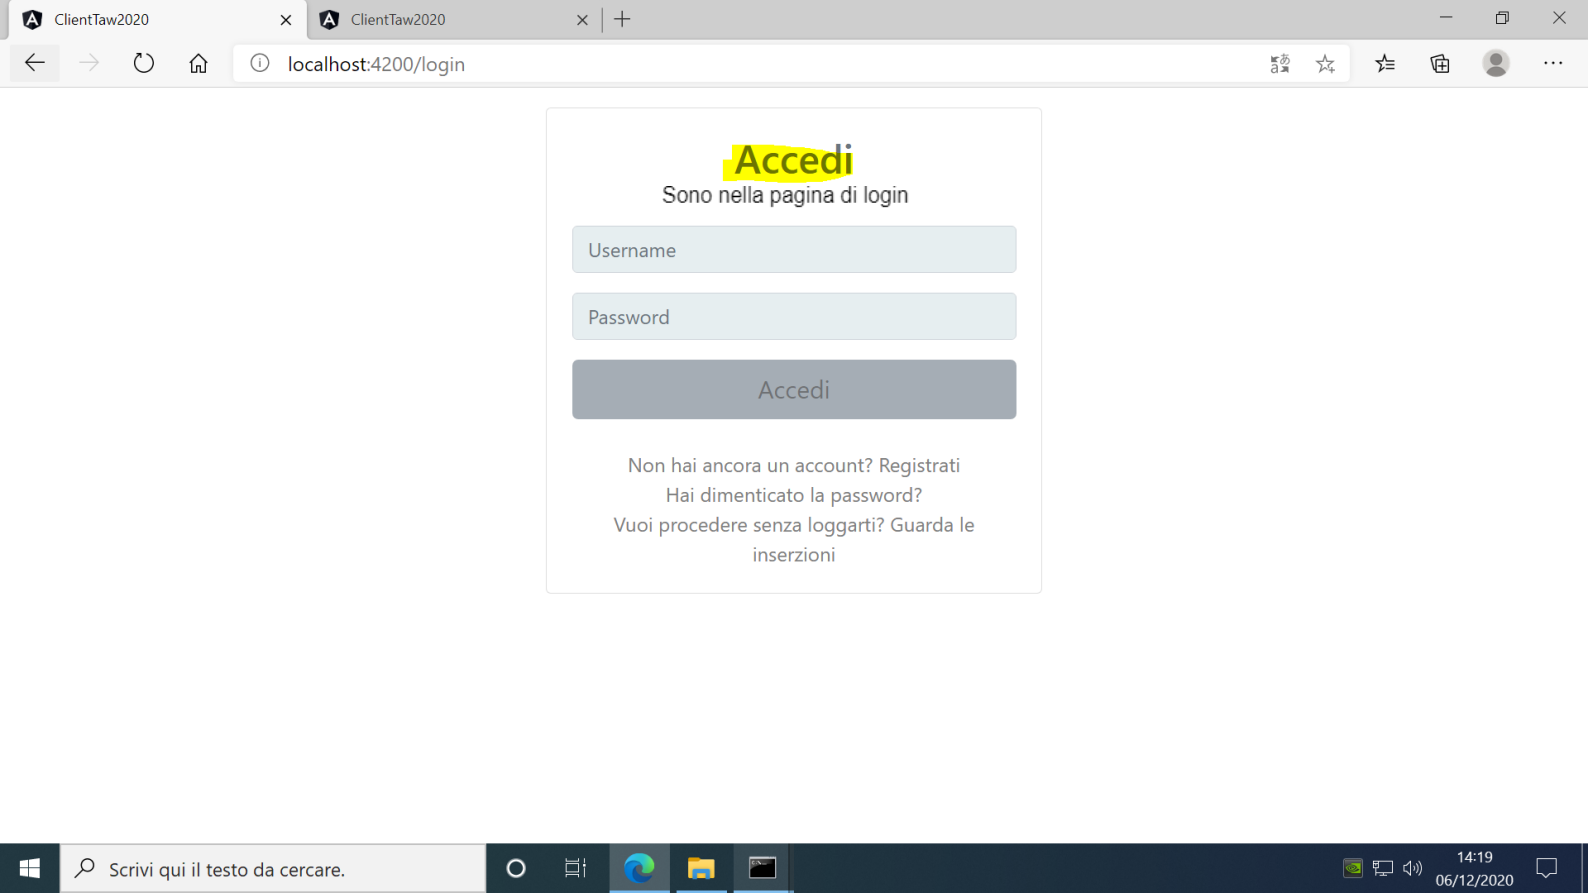 ClientTaw2020
ClientTaw2020
localhost:4200/login
Accedi
Sono nella pagina di login
Username
Password
Accedi
Non hai ancora un account? Registrati
Hai dimenticato la password?
Vuoi procedere senza loggarti? Guarda le
inserzioni
Scrivi qui il testo da cercare.
14:19
06/12/2020